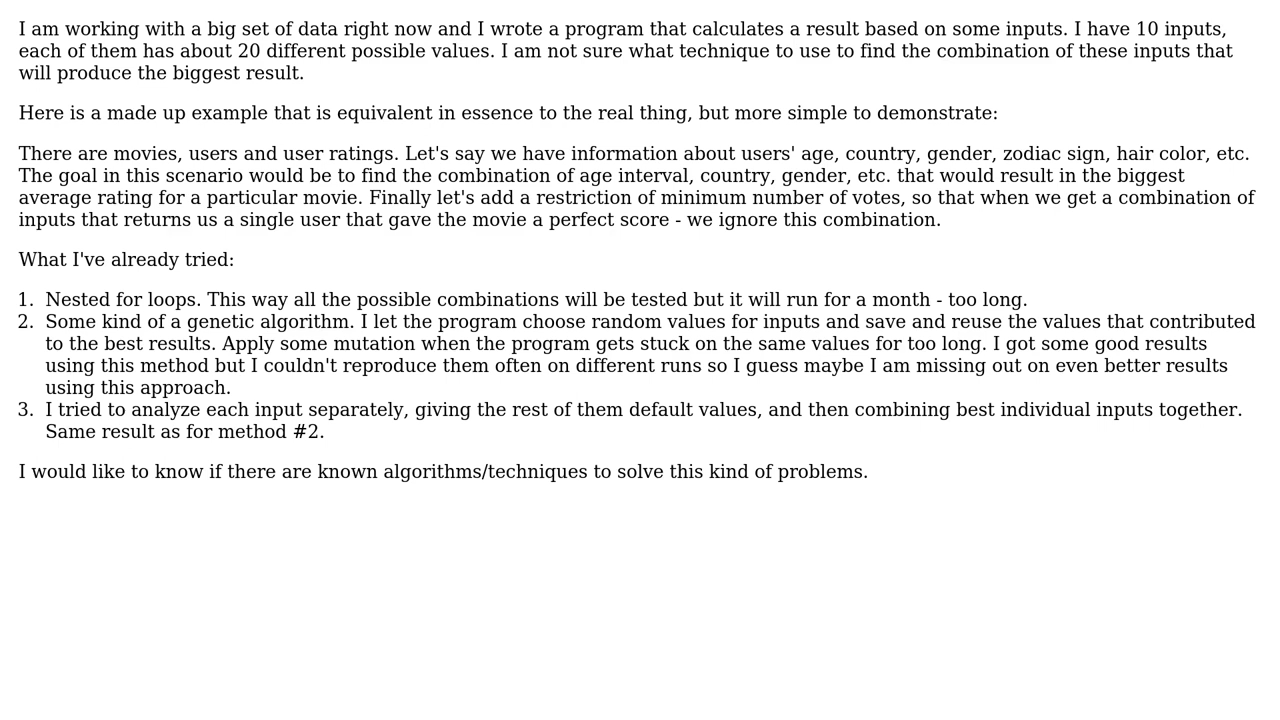 I am working with a big set of data right now and I wrote a program that calculates a result based on some inputs. I have 10 inputs,
each of them has about 20 different possible values. I am not sure what technique to use to find the combination of these inputs that
will produce the biggest result.
Here is a made up example that is equivalent in essence to the real thing, but more simple to demonstrate:
There are movies, users and user ratings. Let's say we have information about users' age, country, gender, zodiac sign, hair color, etc.
The goal in this scenario would be to find the combination of age interval, country, gender, etc. that would result in the biggest
average rating for a particular movie. Finally let's add a restriction of minimum number of votes, so that when we get a combination of
inputs that returns us a single user that gave the movie a perfect score - we ignore this combination.
What I've already tried:
1. Nested for loops. This way all the possible combinations will be tested but it will run for a month - too long.
2. Some kind of a genetic algorithm. I let the program choose random values for inputs and save and reuse the values that contributed
to the best results. Apply some mutation when the program gets stuck on the same values for too long. I got some good results
using this method but I couldn't reproduce them often on different runs so I guess maybe I am missing out on even better results
using this approach.
3. I tried to analyze each input separately, giving the rest of them default values, and then combining best individual inputs together.
Same result as for method #2.
I would like to know if there are known algorithms/techniques to solve this kind of problems.